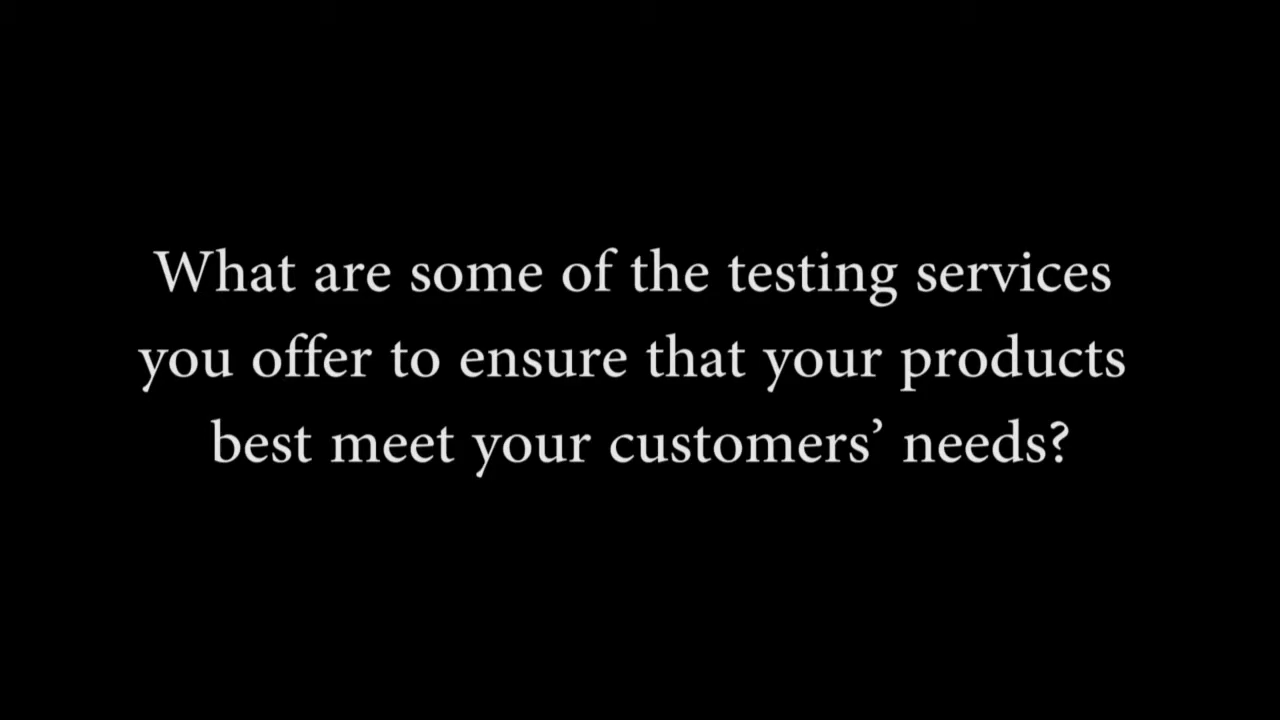 What are some of the testing services
you offer to ensure that your products
best meet your customers’ needs?